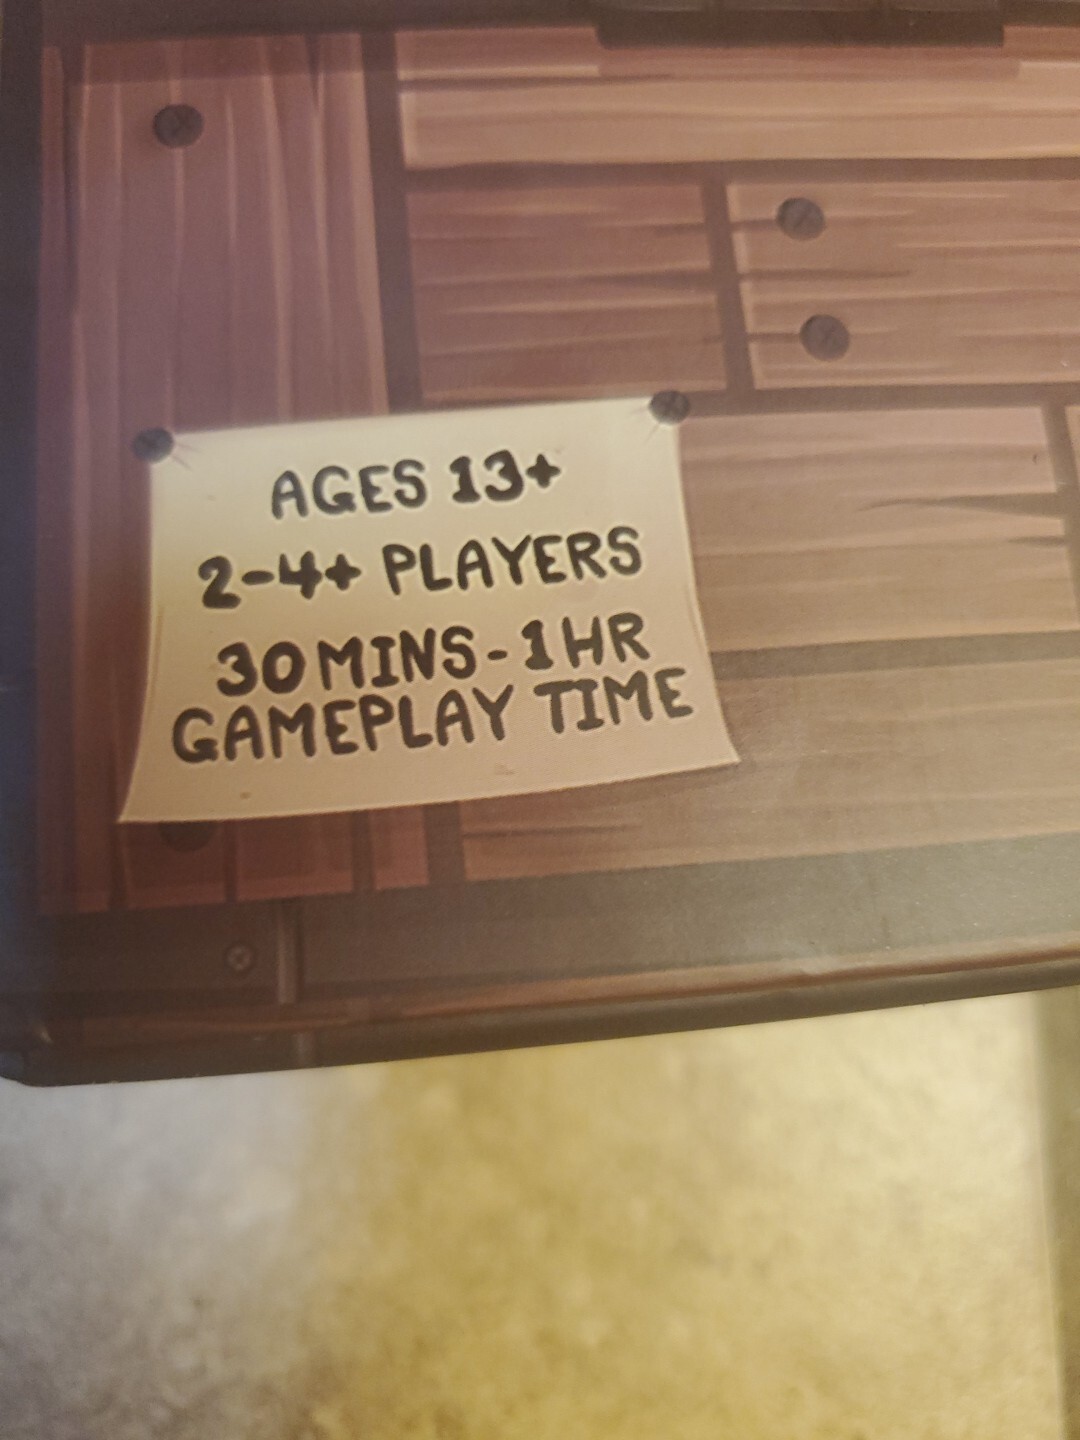 AGES 13+
2-4+ PLAYERS
30 MINS - 1 HR
GAMEPLAY TIME